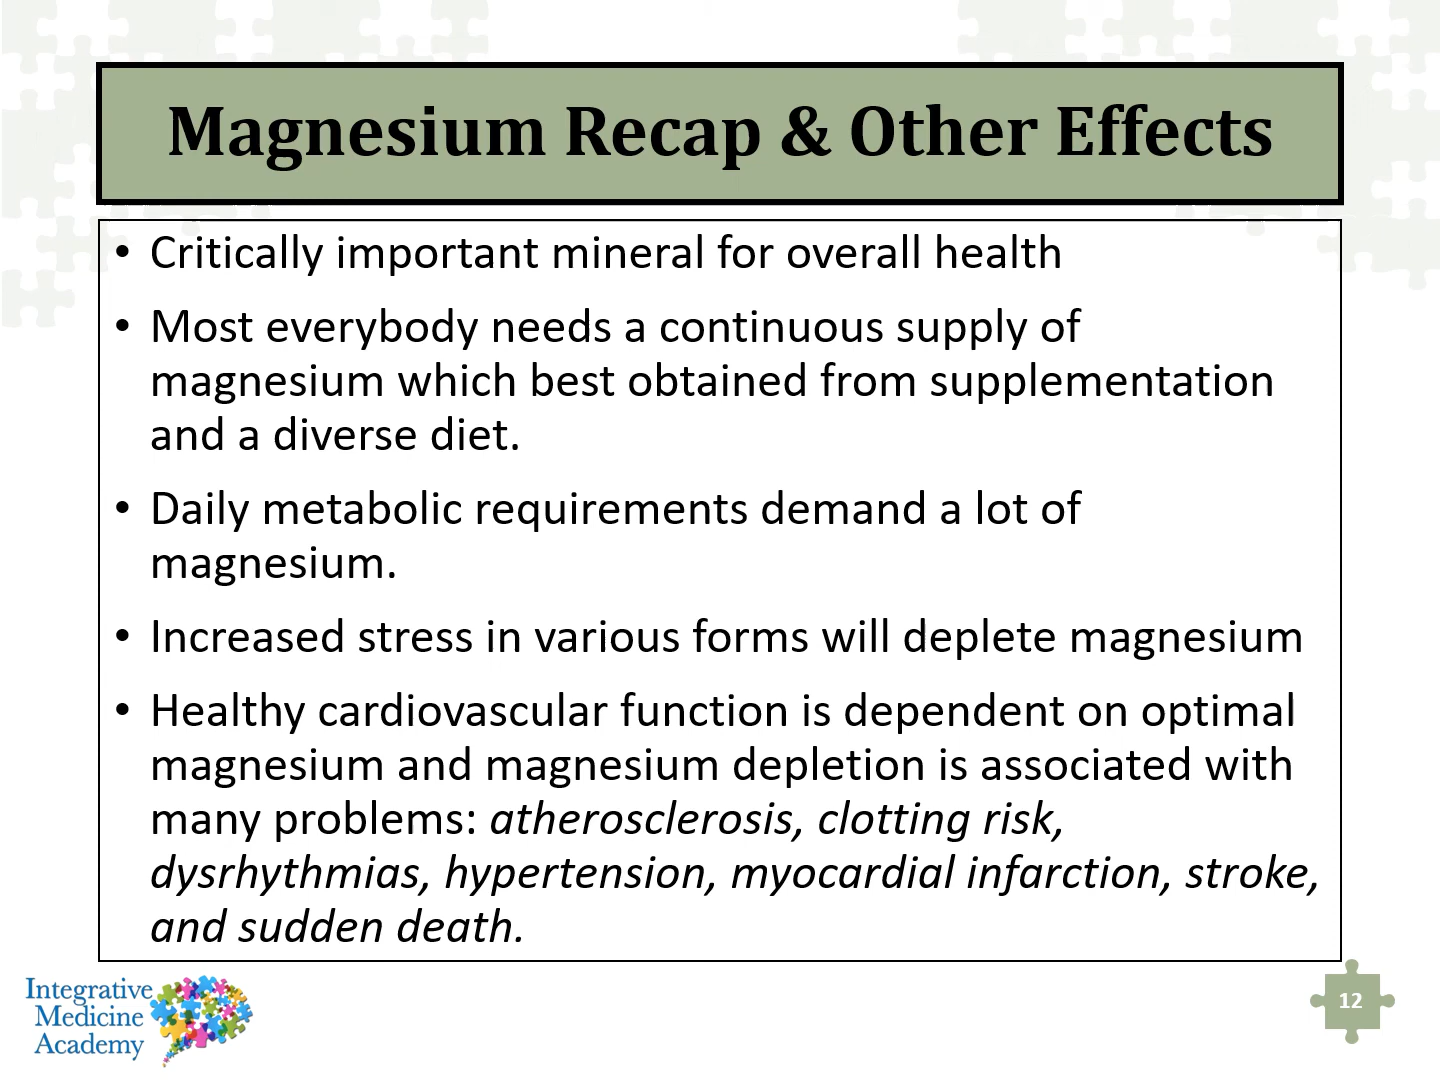 Magnesium Recap & Other Effects
• Critically important mineral for overall health
• Most everybody needs a continuous supply of
magnesium which best obtained from supplementation
and a diverse diet.
• Daily metabolic requirements demand a lot of
magnesium.
• Increased stress in various forms will deplete magnesium
• Healthy cardiovascular function is dependent on optimal
magnesium and magnesium depletion is associated with
many problems: atherosclerosis, clotting risk,
dysrhythmias, hypertension, myocardial infarction, stroke,
and sudden death.
Integrative
Medicine
Academy
12